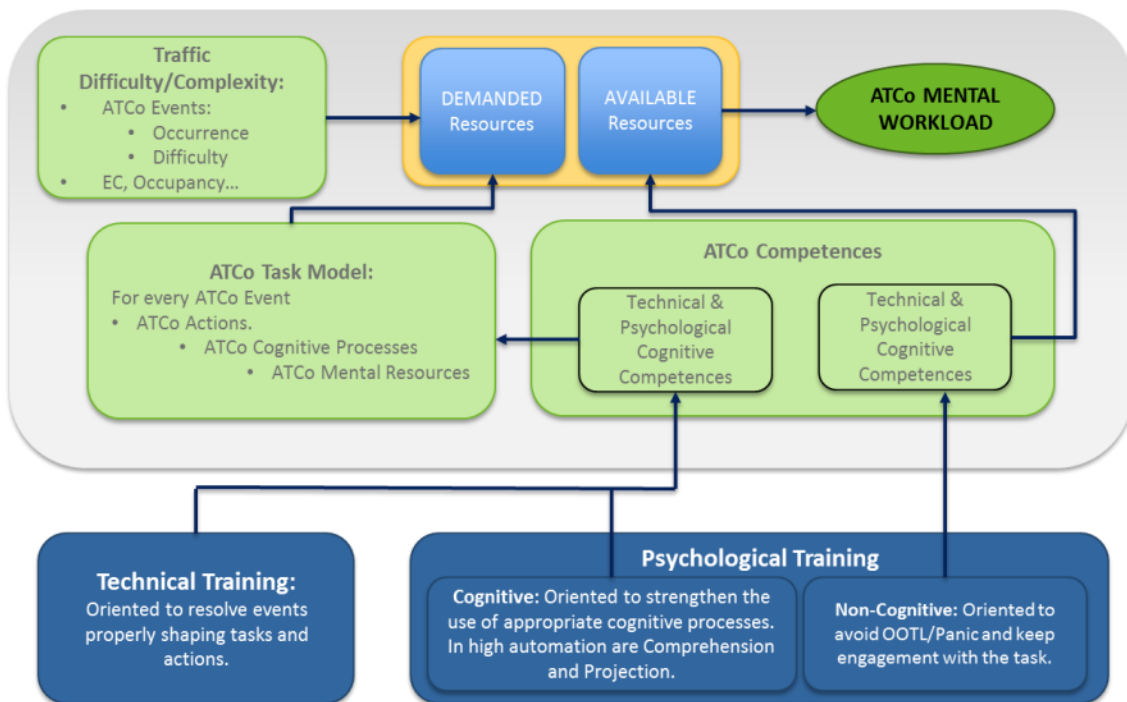 Traffic
Difficulty/Complexity:
• ATCo Events:
• Occurrence
• Difficulty
• EC, Occupancy...
DEMANDED
Resources
AVAILABLE
Resources
ATCo MENTAL
WORKLOAD
ATCo Task Model:
For every ATCo Event
• ATCo Actions.
• ATCo Cognitive Processes
• ATCo Mental Resources
ATCo Competences
Technical &
Psychological
Cognitive
Competences
Technical &
Psychological
Cognitive
Competences
Technical Training:
Oriented to resolve events
properly shaping tasks and
actions.
Psychological Training
Cognitive: Oriented to strengthen the
use of appropriate cognitive processes.
In high automation are Comprehension
and Projection.
Non-Cognitive: Oriented to
avoid OOTL/Panic and keep
engagement with the task.